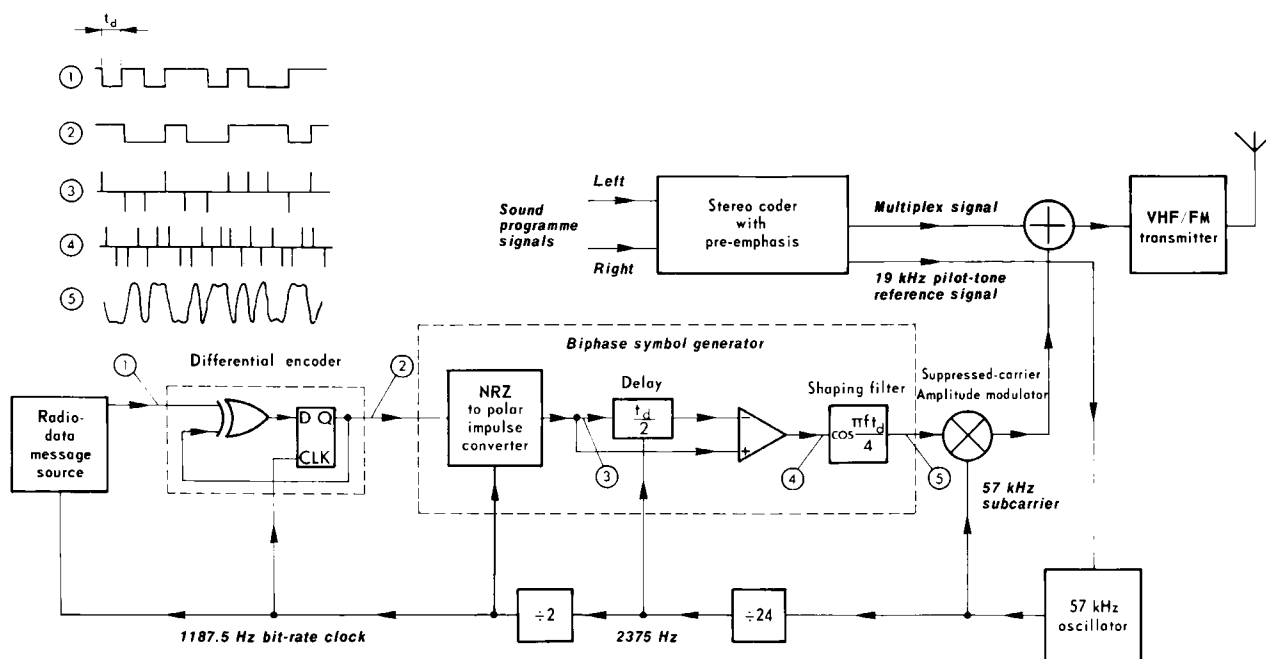 t_d
1
2
3
4
5
Left
Sound
programme
signals
Right
Stereo coder
with
pre-emphasis
Multiplex signal
19 kHz pilot-tone
reference signal
+
VHF/FM
transmitter
Differential encoder
1
2
D Q
CLK
Radio-
data
message
source
Biphase symbol generator
NRZ
to polar
impulse
converter
3
Delay
t_d
2
−
+
4
Shaping filter
cos πft_d
4
5
Suppressed-carrier
Amplitude modulator
57 kHz
subcarrier
57 kHz
oscillator
÷24
2375 Hz
÷2
1187.5 Hz bit-rate clock